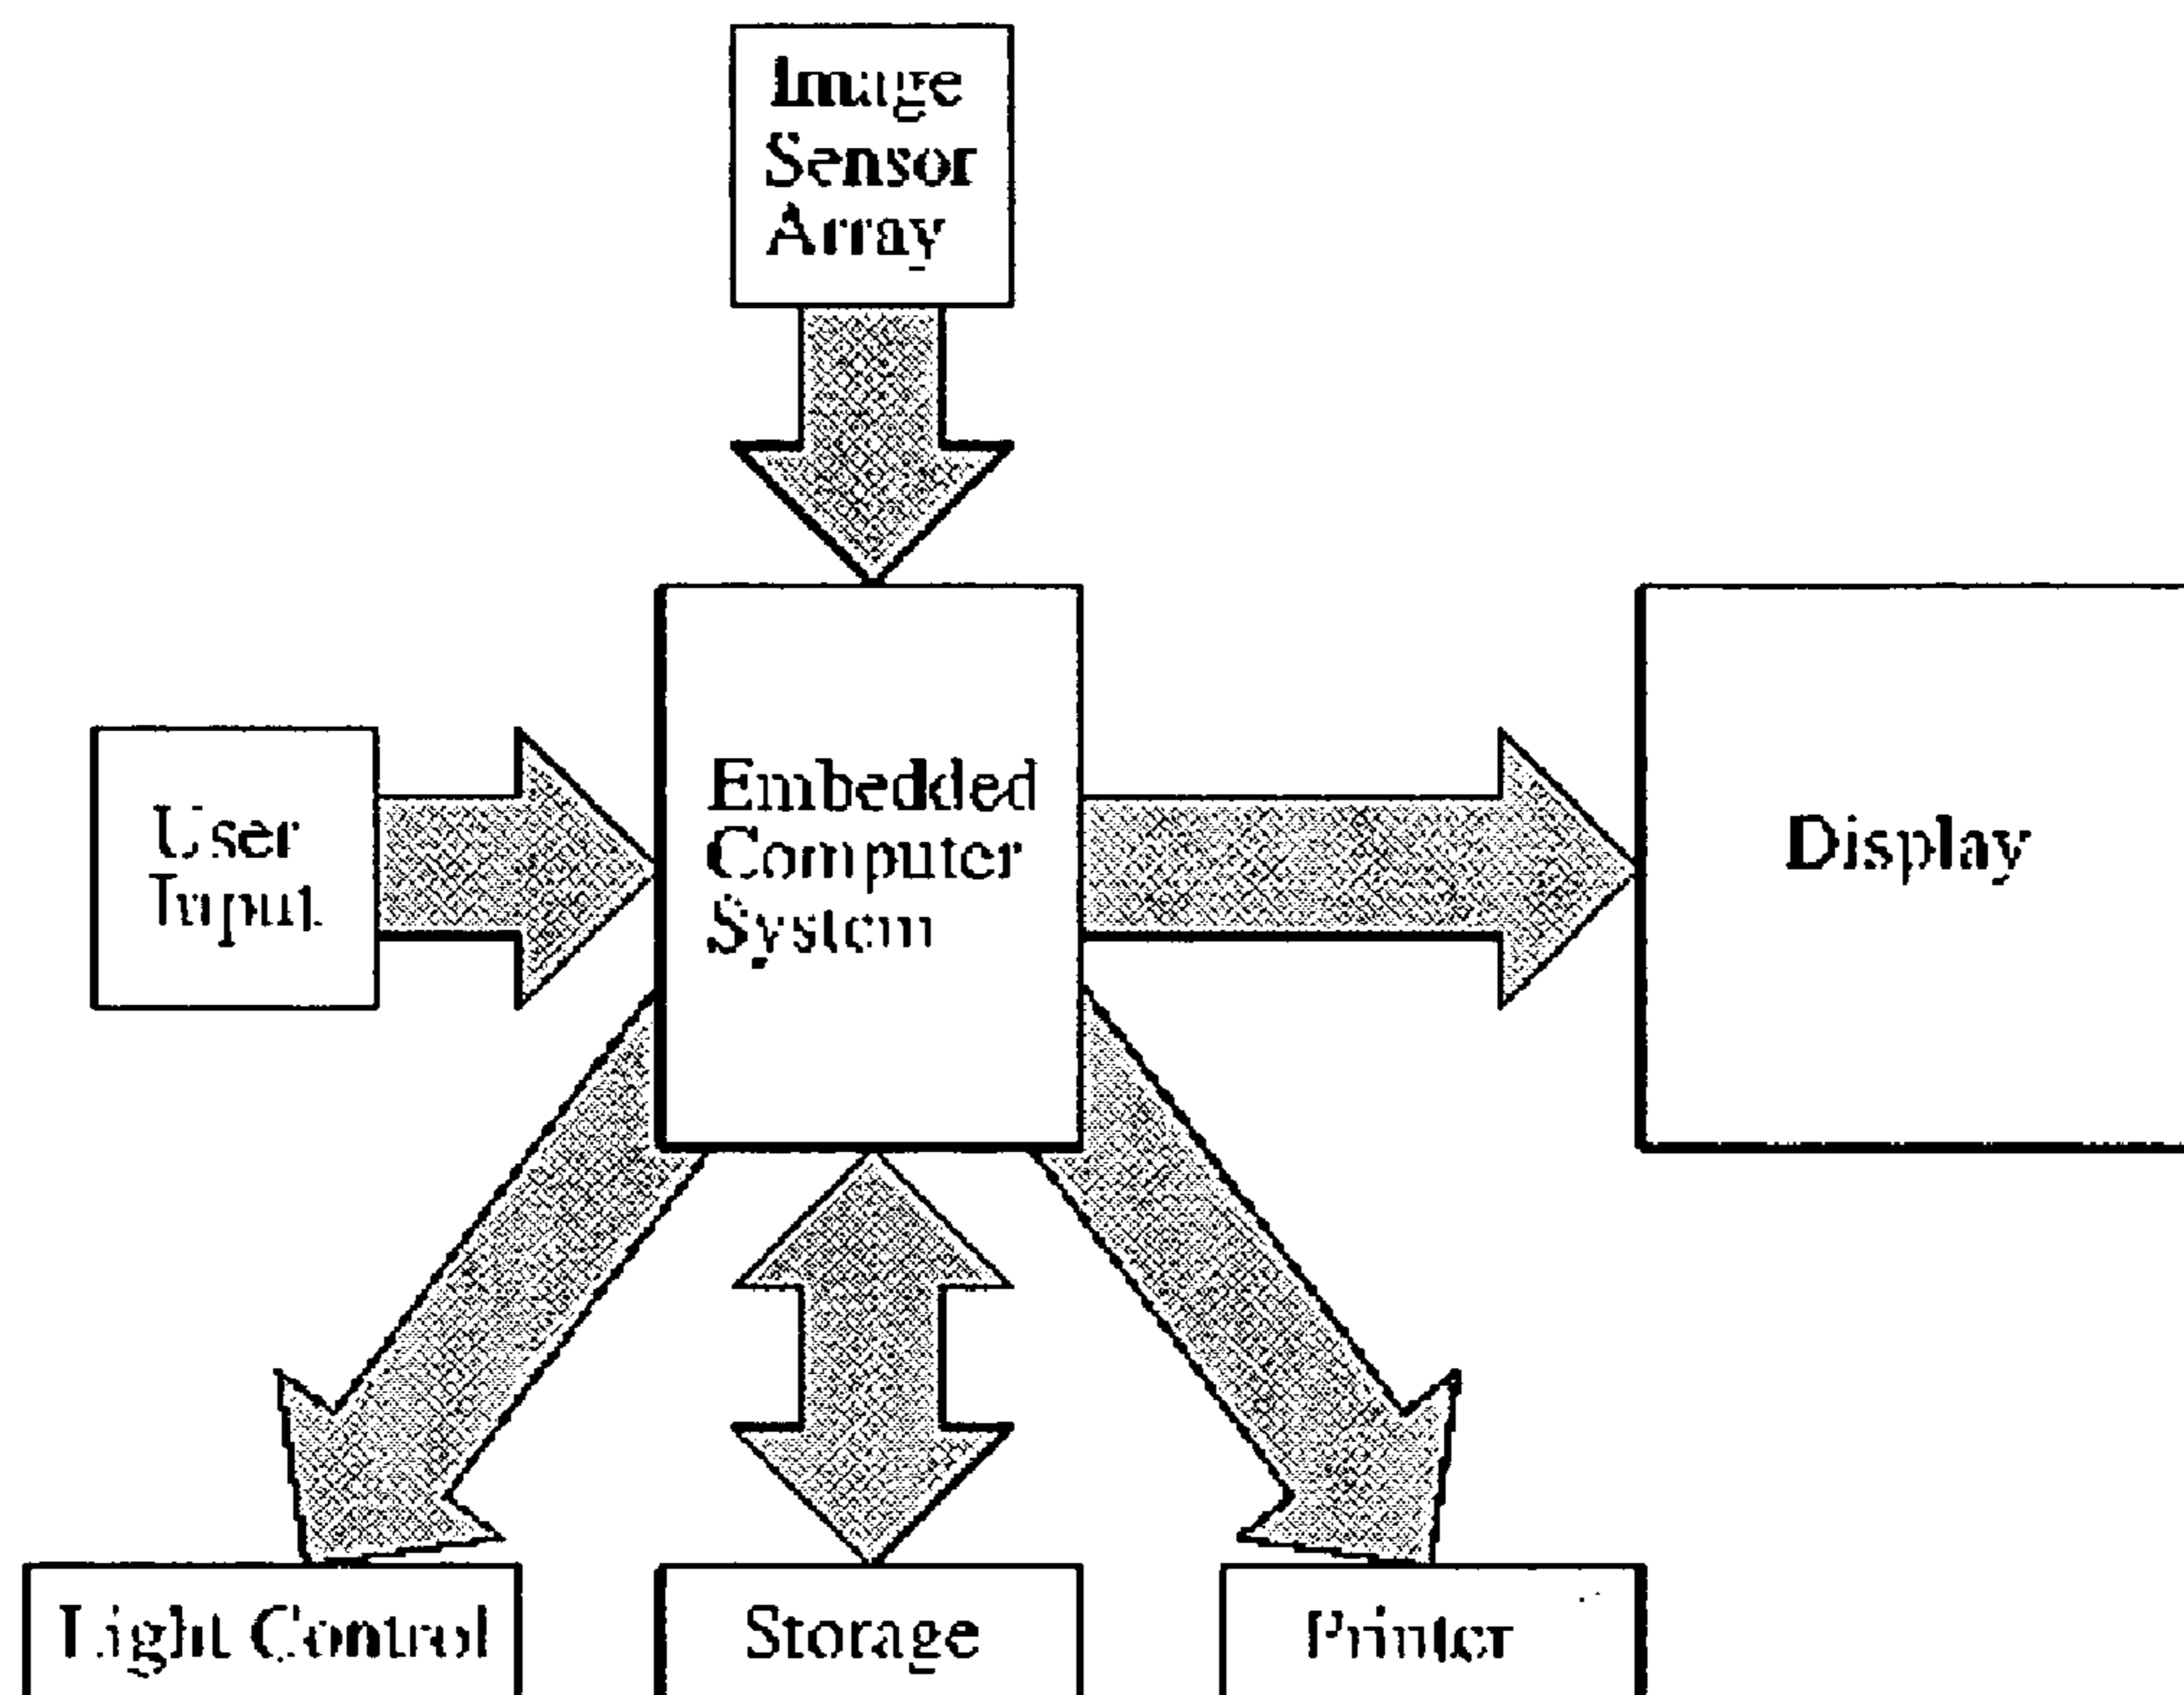 Image
Sensor
Array
User
Input
Embedded
Computer
System
Display
Light Control
Storage
Printer